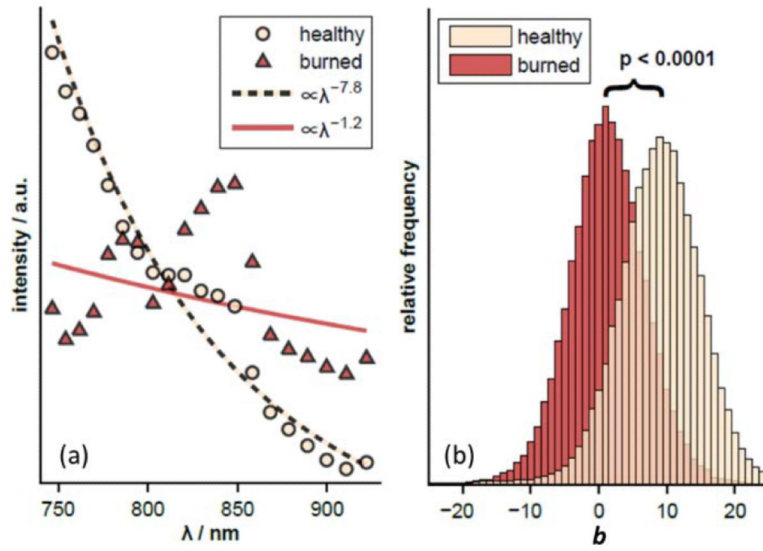 healthy
burned
∝λ^−7.8
∝λ^−1.2
intensity / a.u.
(a)
750 800 850 900
λ / nm
healthy
burned
p < 0.0001
relative frequency
(b)
−20 −10 0 10 20
b